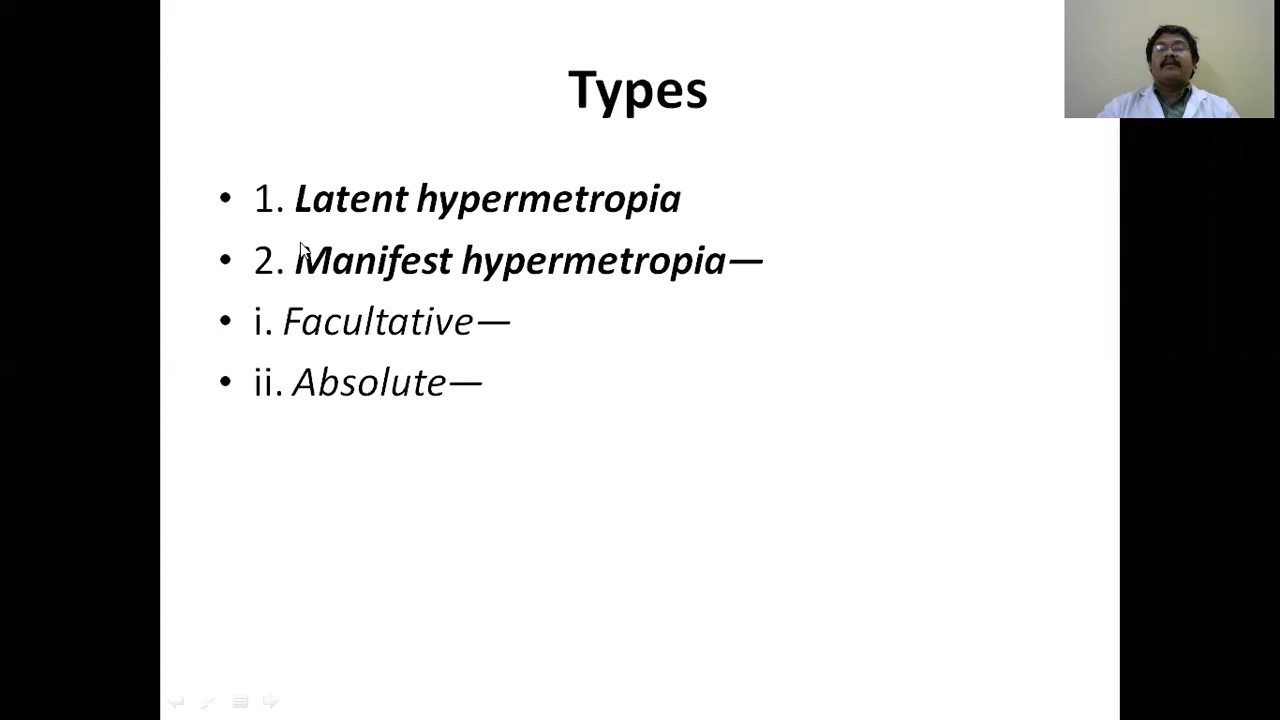 Types
• 1. Latent hypermetropia
• 2. Manifest hypermetropia—
• i. Facultative—
• ii. Absolute—